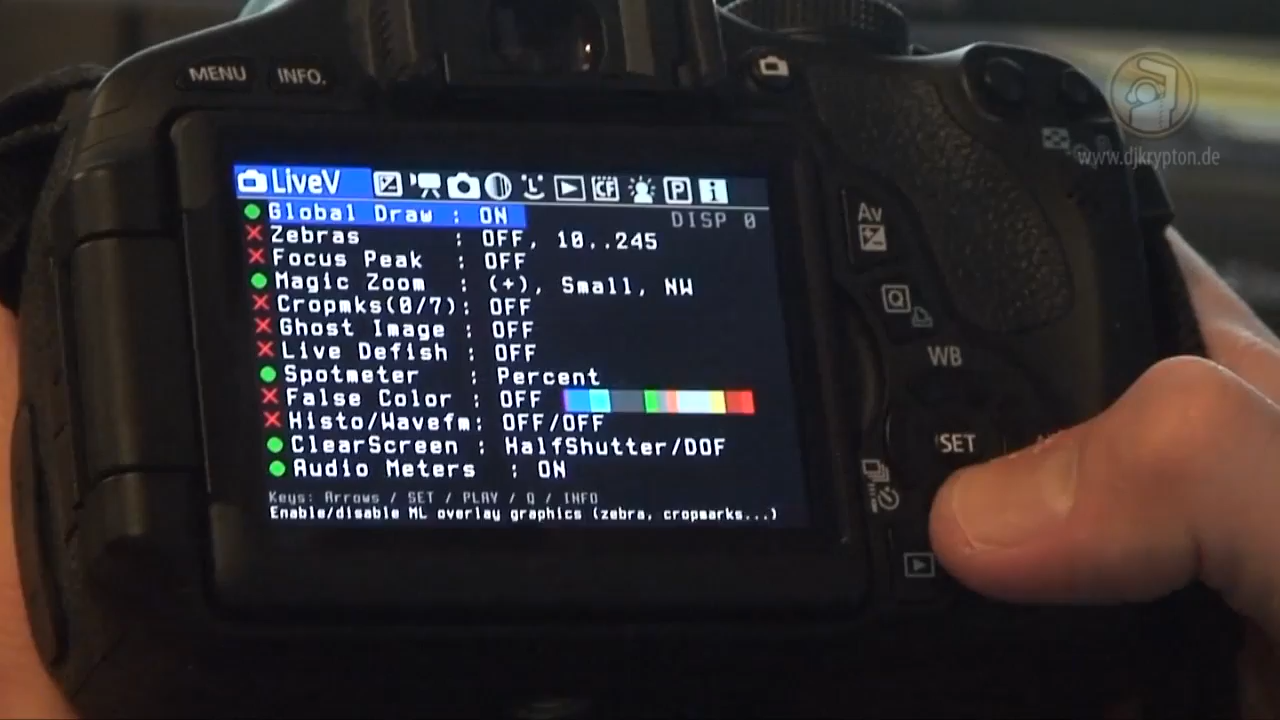 MENU INFO.
www.djkrypton.de
LiveV
Global Draw : ON
DISP 0
Zebras : OFF, 10..245
Focus Peak : OFF
Magic Zoom : (+), Small, NW
Cropmks(0/7): OFF
Ghost Image : OFF
Live Defish : OFF
Spotmeter : Percent
False Color : OFF
Histo/Wavefm: OFF/OFF
ClearScreen : HalfShutter/DOF
Audio Meters : ON
Keys: Arrows / SET / PLAY / Q / INFO
Enable/disable ML overlay graphics (zebra, cropmarks...)
Av
Q
WB
SET